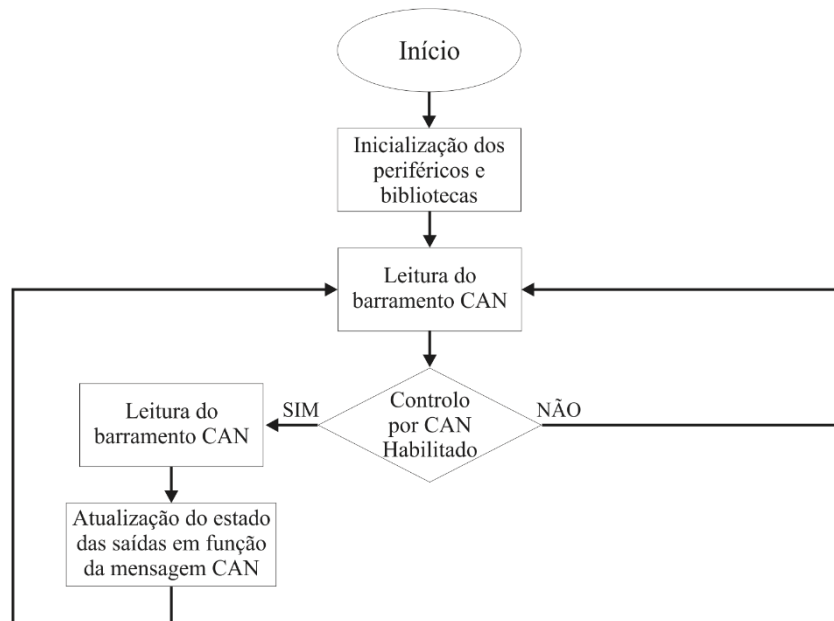 Início
Inicialização dos
periféricos e
bibliotecas
Leitura do
barramento CAN
Controlo
por CAN
Habilitado
SIM
NÃO
Leitura do
barramento CAN
Atualização do estado
das saídas em função
da mensagem CAN